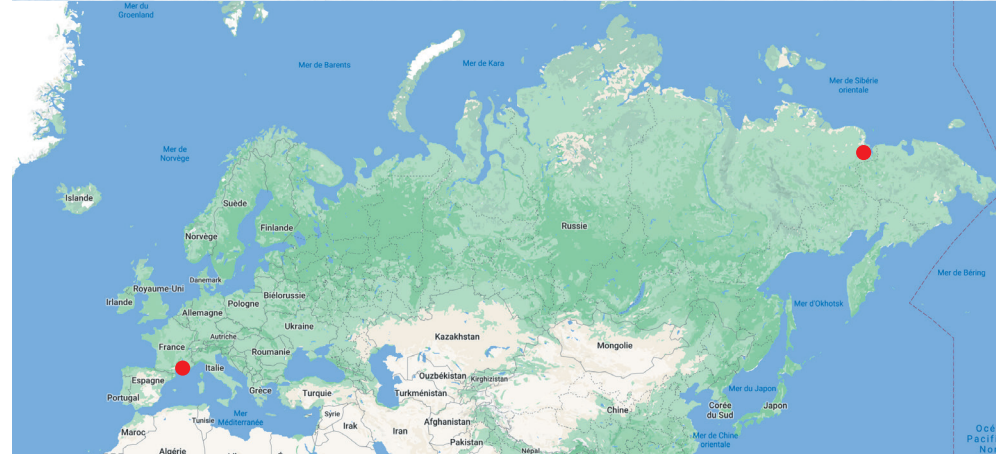 Mer du
Groenland
Mer de Barents
Mer de Kara
Mer de Sibérie
orientale
Mer de
Norvège
Islande
Suède
Finlande
Norvège
Russie
Danemark
Royaume-Uni
Irlande
Biélorusse
Pologne
Allemagne
Ukraine
Autriche
France
Roumanie
Italie
Espagne
Portugal
Grèce
Turquie
Mer
Méditerranée
Tunisie
Syrie
Maroc
Algérie
Irak
Iran
Kazakhstan
Ouzbékistan
Kirghizistan
Turkménistan
Afghanistan
Pakistan
Népal
Mongolie
Chine
Mer d'Okhotsk
Mer de Béring
Mer du Japon
Corée
du Sud
Japon
Mer de Chine
orientale
Océ
Pacif
No